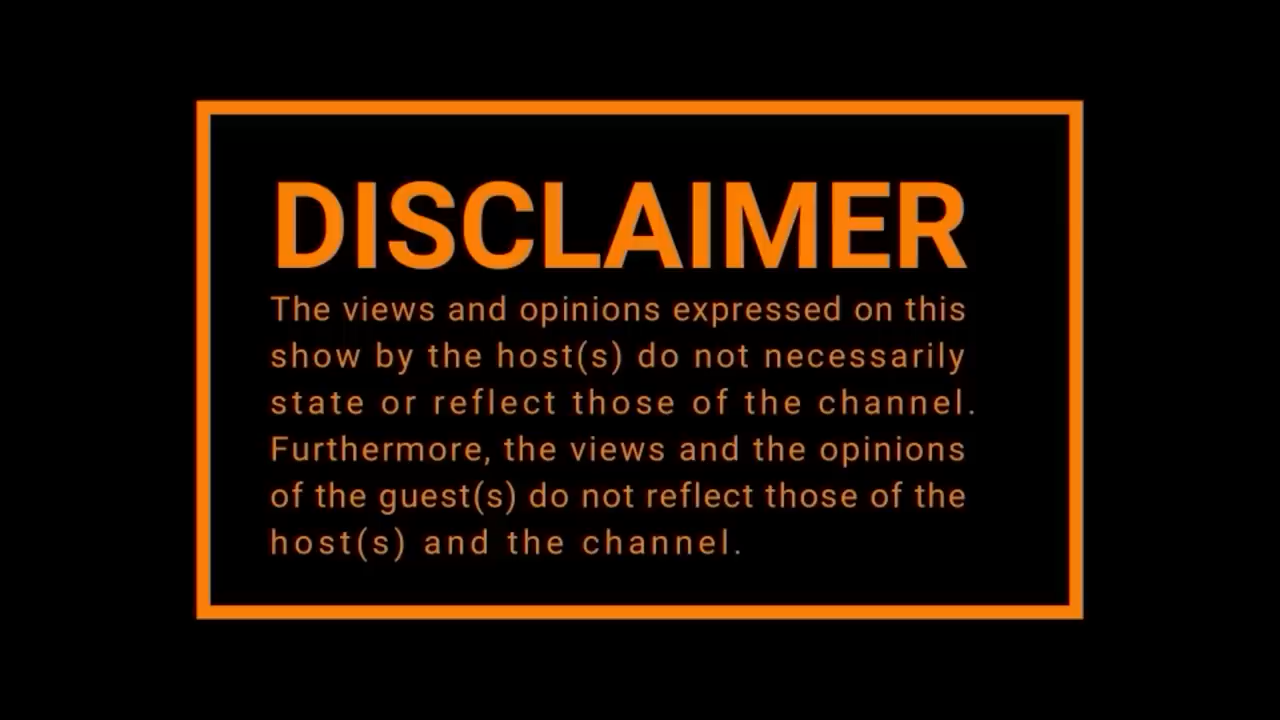 DISCLAIMER
The views and opinions expressed on this
show by the host(s) do not necessarily
state or reflect those of the channel.
Furthermore, the views and the opinions
of the guest(s) do not reflect those of the
host(s) and the channel.